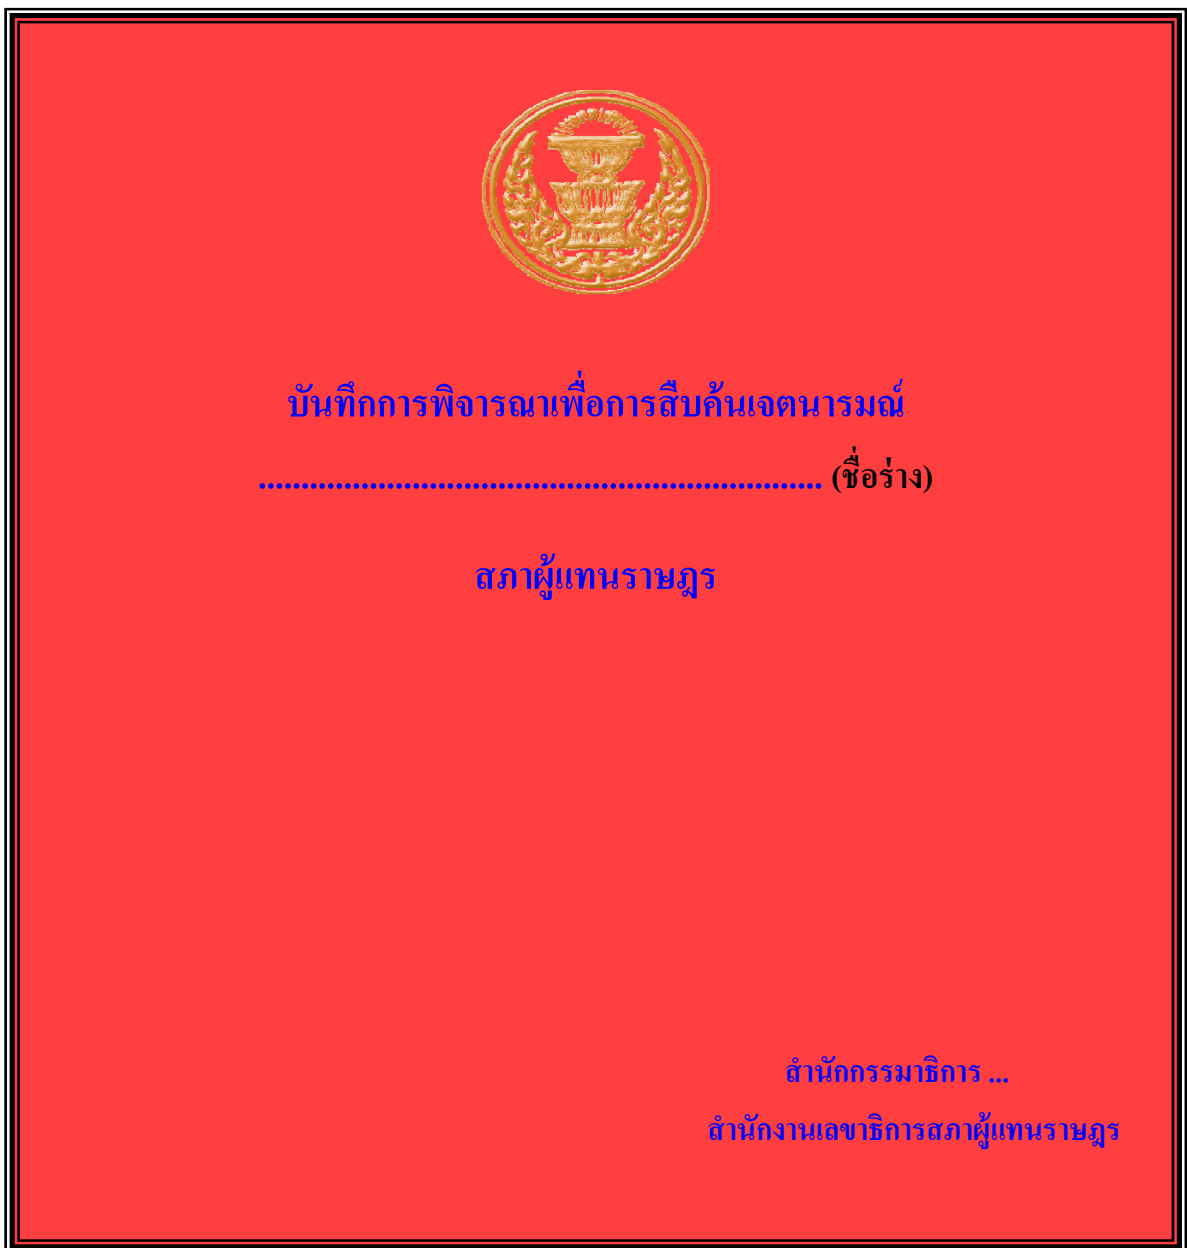 บันทึกการพิจารณาเพื่อการสืบค้นเจตนารมณ์
.................................................................. (ชื่อร่าง)
สภาผู้แทนราษฎร
สำนักกรรมาธิการ ...
สำนักงานเลขาธิการสภาผู้แทนราษฎร